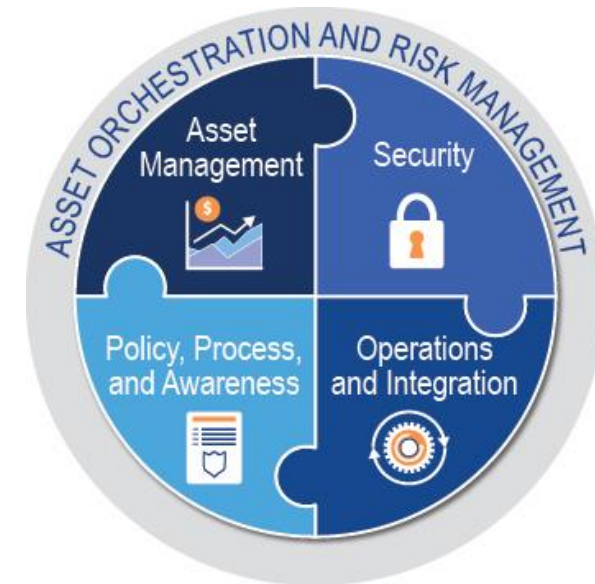 ASSET ORCHESTRATION AND RISK MANAGEMENT
Asset
Management
$
Security
Policy, Process,
and Awareness
Operations
and Integration